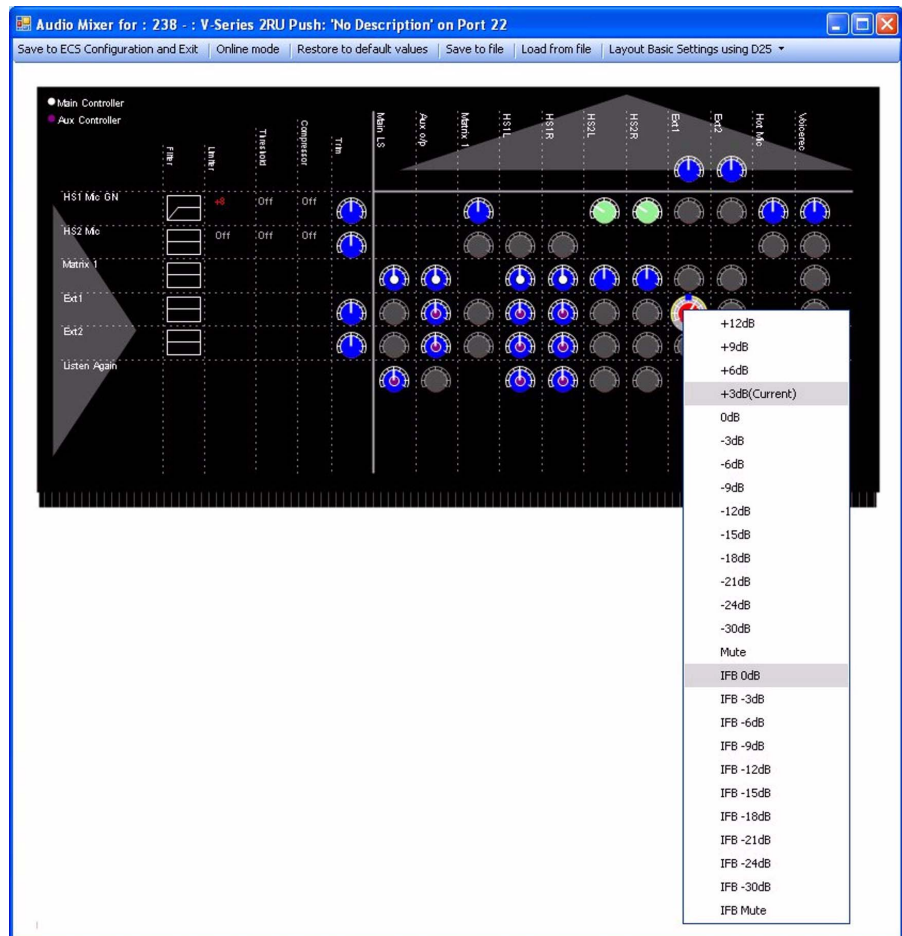 Audio Mixer for : 238 - : V-Series 2RU Push: 'No Description' on Port 22
Save to ECS Configuration and Exit Online mode Restore to default values Save to file Load from file Layout Basic Settings using D25
Main Controller
Aux Controller
Filter
Limiter
Threshold
Compressor
Trim
Main LS
Aux o/p
Matrix 1
HS1L
HS1R
HS2L
HS2R
Ext1
Ext2
Hot Mic
Voicerec
HS1 Mic GN +8 Off Off
HS2 Mic Off Off Off
Matrix 1
Ext1
Ext2
Listen Again
+12dB
+9dB
+6dB
+3dB(Current)
0dB
-3dB
-6dB
-9dB
-12dB
-15dB
-18dB
-21dB
-24dB
-30dB
Mute
IFB 0dB
IFB -3dB
IFB -6dB
IFB -9dB
IFB -12dB
IFB -15dB
IFB -18dB
IFB -21dB
IFB -24dB
IFB -30dB
IFB Mute